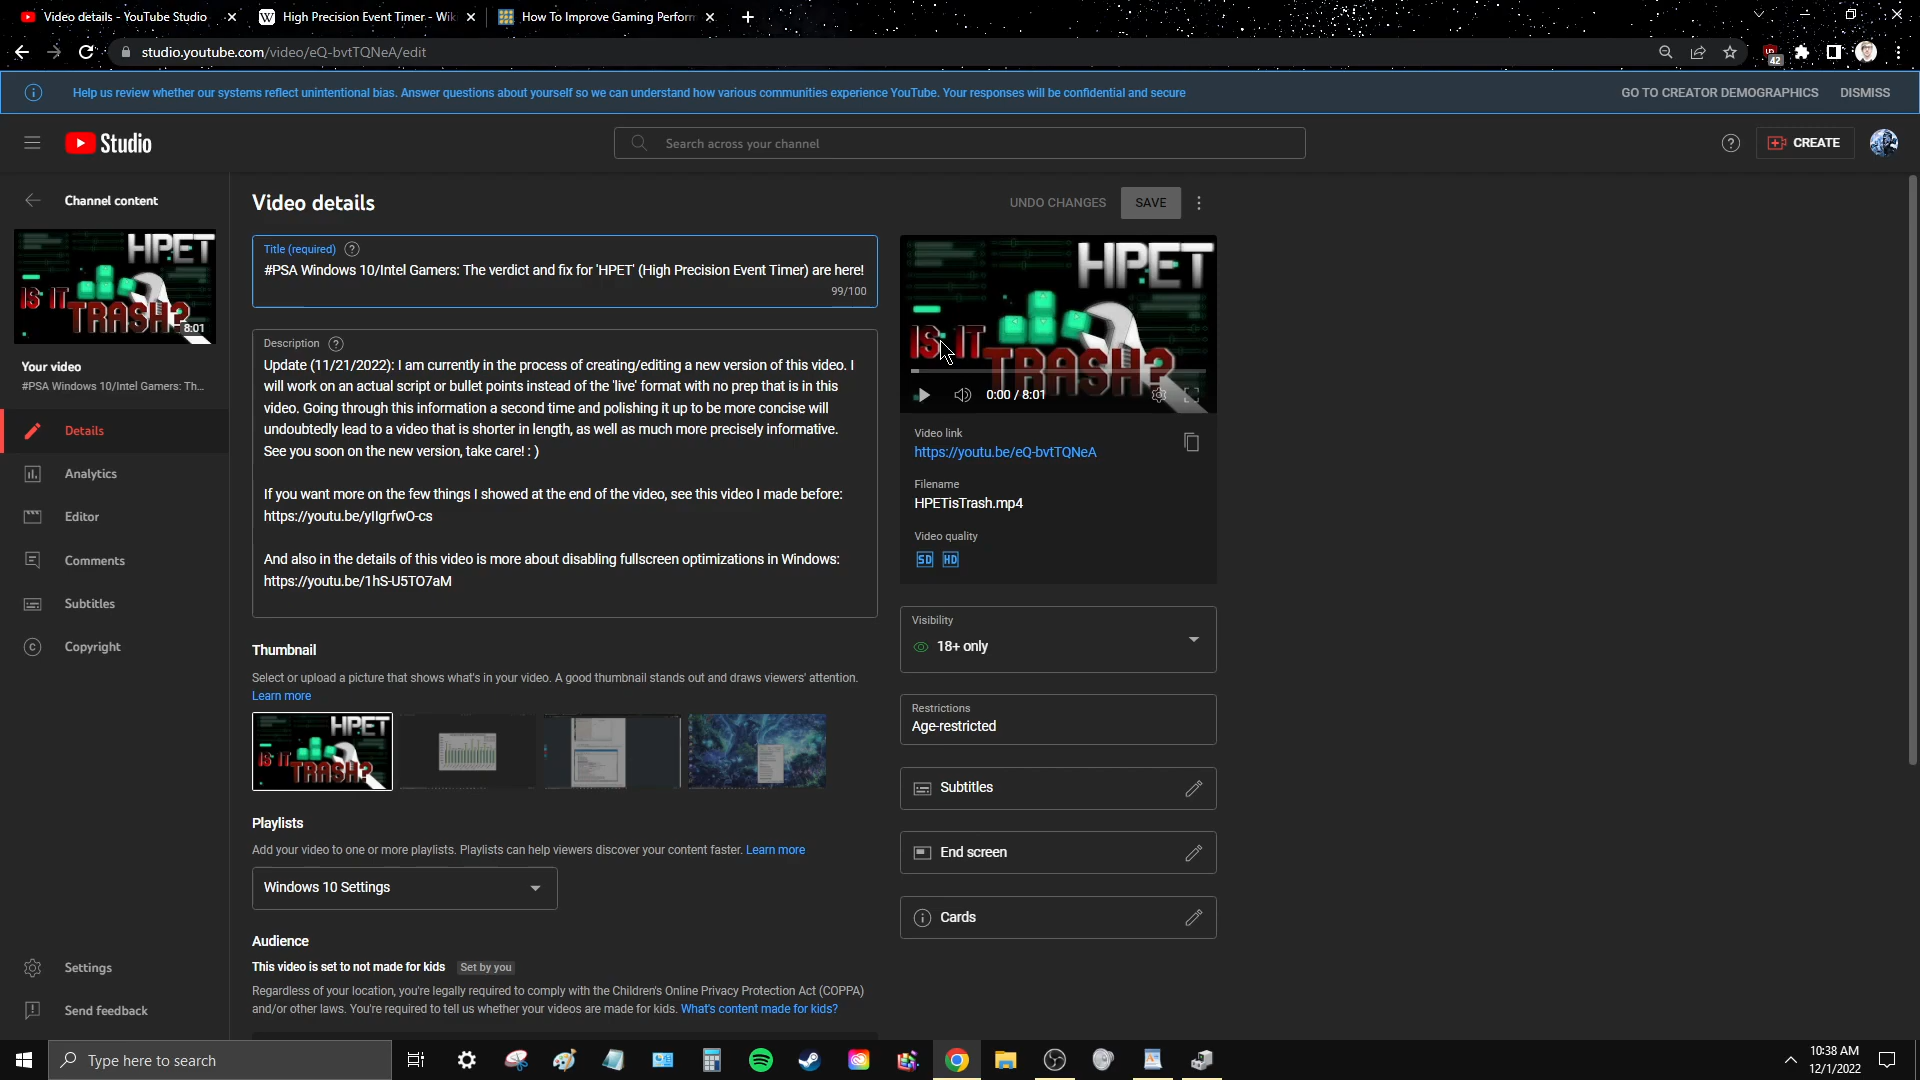 Video details - YouTube Studio
High Precision Event Timer - Wiki
How To Improve Gaming Perform
studio.youtube.com/video/eQ-bvtTQNeA/edit
42
Help us review whether our systems reflect unintentional bias. Answer questions about yourself so we can understand how various communities experience YouTube. Your responses will be confidential and secure
GO TO CREATOR DEMOGRAPHICS
DISMISS
Studio
Search across your channel
CREATE
Channel content
HPET
IS IT
TRASH?
8:01
Your video
#PSA Windows 10/Intel Gamers: Th...
Details
Analytics
Editor
Comments
Subtitles
Copyright
Settings
Send feedback
Video details
UNDO CHANGES
SAVE
Title (required)
#PSA Windows 10/Intel Gamers: The verdict and fix for 'HPET' (High Precision Event Timer) are here!
99/100
Description
Update (11/21/2022): I am currently in the process of creating/editing a new version of this video. I
will work on an actual script or bullet points instead of the 'live' format with no prep that is in this
video. Going through this information a second time and polishing it up to be more concise will
undoubtedly lead to a video that is shorter in length, as well as much more precisely informative.
See you soon on the new version, take care! : )
If you want more on the few things I showed at the end of the video, see this video I made before:
https://youtu.be/yIlgrfwO-cs
And also in the details of this video is more about disabling fullscreen optimizations in Windows:
https://youtu.be/1hS-U5TO7aM
Thumbnail
Select or upload a picture that shows what's in your video. A good thumbnail stands out and draws viewers' attention.
Learn more
HPET
IS IT
TRASH?
Playlists
Add your video to one or more playlists. Playlists can help viewers discover your content faster. Learn more
Windows 10 Settings
Audience
This video is set to not made for kids Set by you
Regardless of your location, you're legally required to comply with the Children's Online Privacy Protection Act (COPPA)
and/or other laws. You're required to tell us whether your videos are made for kids. What's content made for kids?
HPET
IS IT
TRASH?
0:00 / 8:01
Video link
https://youtu.be/eQ-bvtTQNeA
Filename
HPETisTrash.mp4
Video quality
SD HD
Visibility
18+ only
Restrictions
Age-restricted
Subtitles
End screen
Cards
Type here to search
10:38 AM
12/1/2022